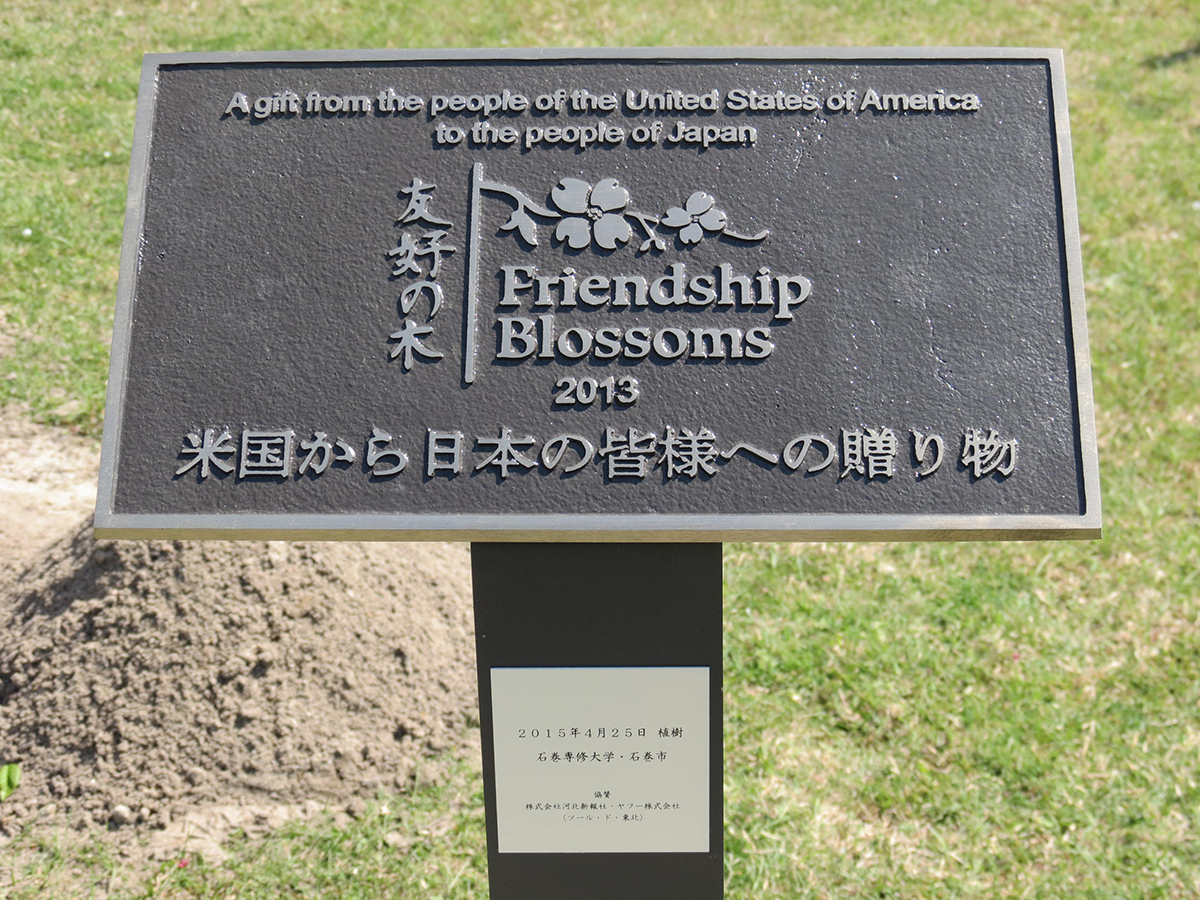 A gift from the people of the United States of America
to the people of Japan
友好の木
Friendship
Blossoms
2013
米国から日本の皆様への贈り物
2015年4月25日 植樹
石巻専修大学・石巻市
協賛
株式会社河北新報社・ヤフー株式会社
(ツール・ド・東北)